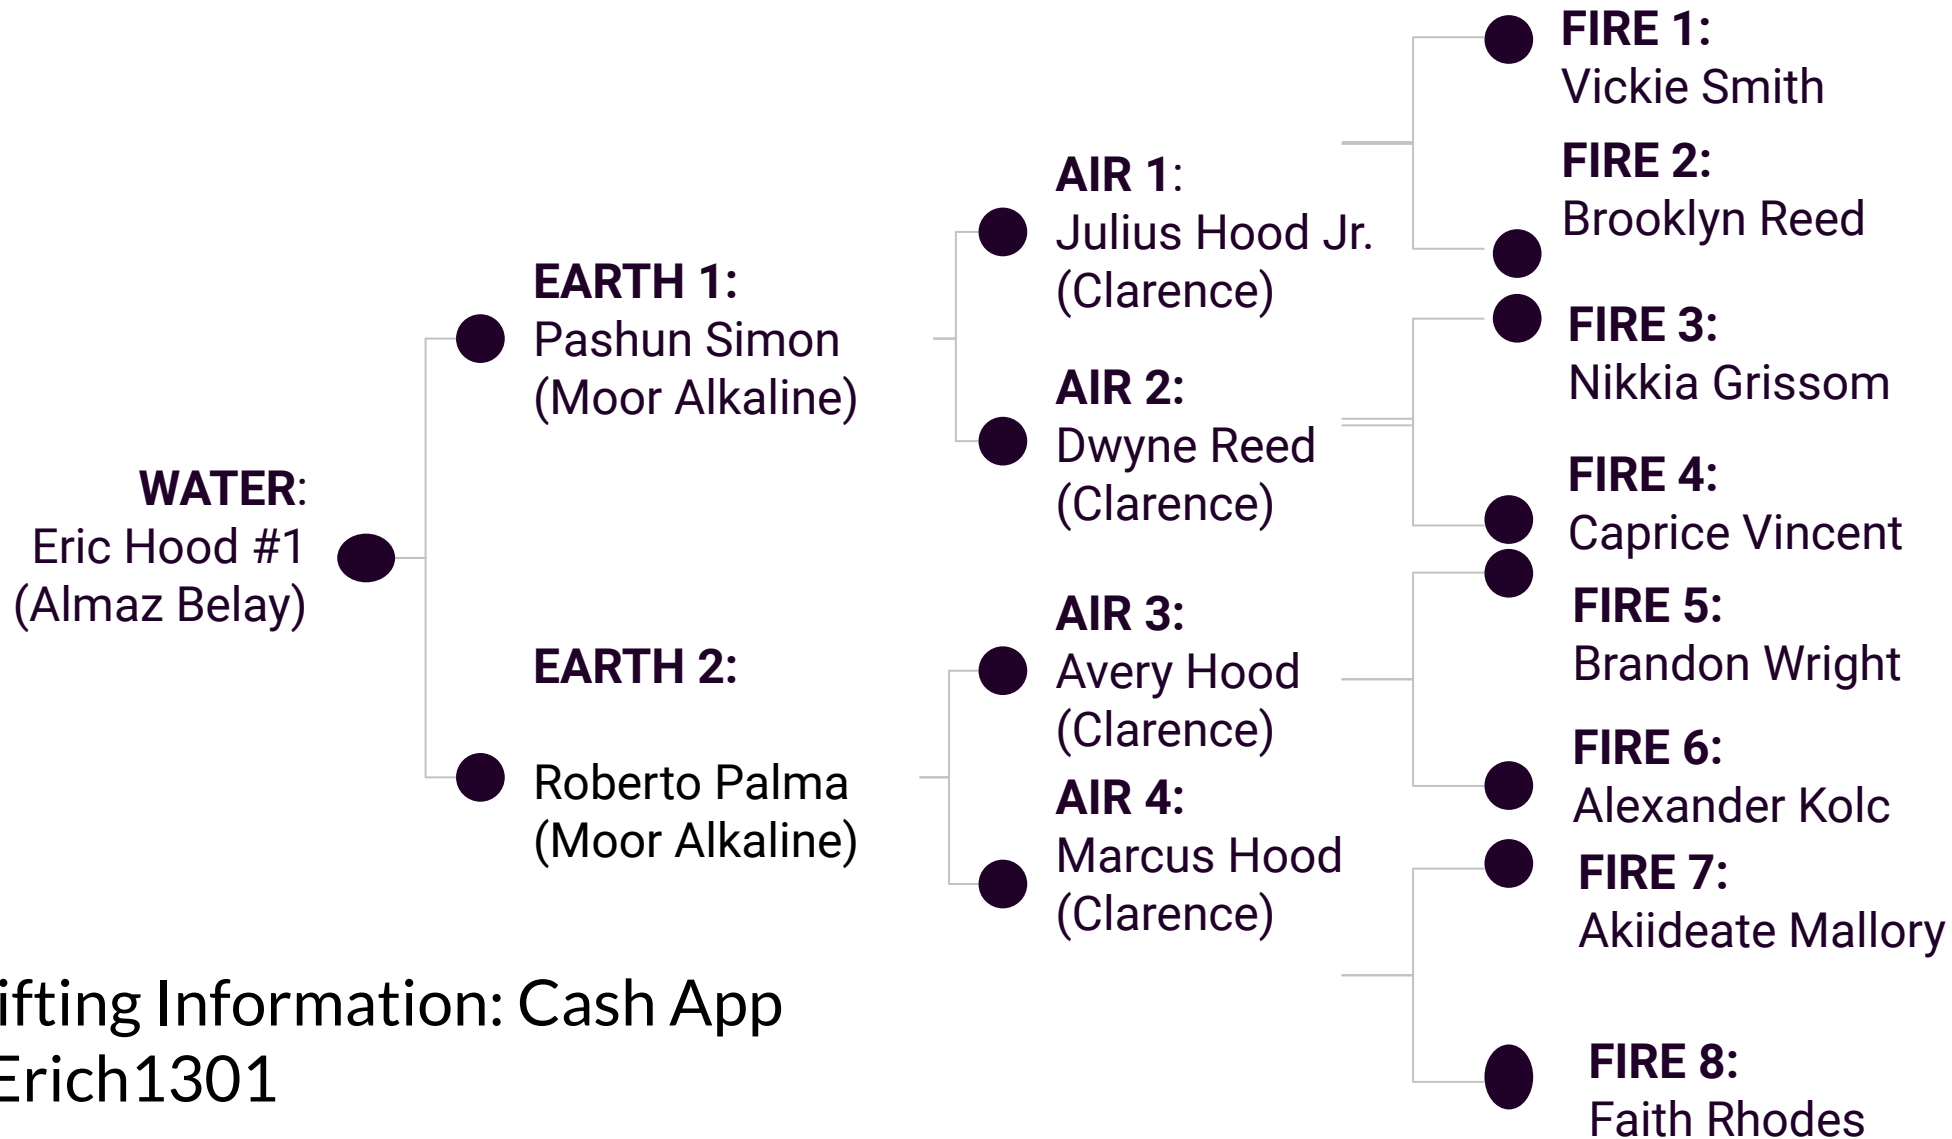 WATER:
Eric Hood #1
(Almaz Belay)
EARTH 1:
Pashun Simon
(Moor Alkaline)
EARTH 2:
Roberto Palma
(Moor Alkaline)
AIR 1:
Julius Hood Jr.
(Clarence)
AIR 2:
Dwyne Reed
(Clarence)
AIR 3:
Avery Hood
(Clarence)
AIR 4:
Marcus Hood
(Clarence)
FIRE 1:
Vickie Smith
FIRE 2:
Brooklyn Reed
FIRE 3:
Nikkia Grissom
FIRE 4:
Caprice Vincent
FIRE 5:
Brandon Wright
FIRE 6:
Alexander Kolc
FIRE 7:
Akiideate Mallory
FIRE 8:
Faith Rhodes
ifting Information: Cash App
Erich1301